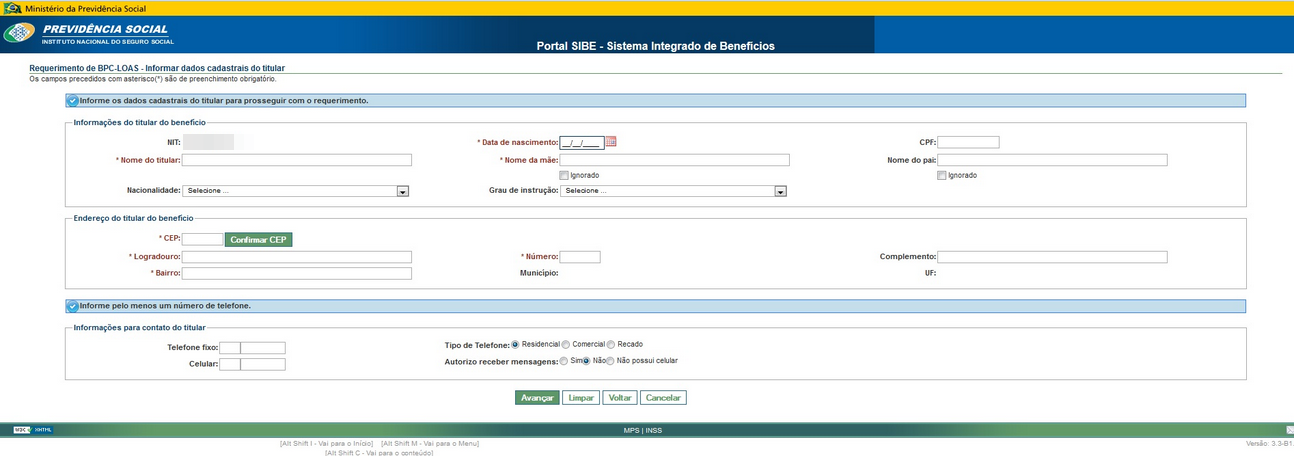 Ministério da Previdência Social
PREVIDÊNCIA SOCIAL
INSTITUTO NACIONAL DO SEGURO SOCIAL
Portal SIBE - Sistema Integrado de Benefícios
Requerimento de BPC-LOAS - Informar dados cadastrais do titular
Os campos precedidos com asterisco(*) são de preenchimento obrigatório.
Informe os dados cadastrais do titular para prosseguir com o requerimento.
Informações do titular do benefício
NIT: * Data de nascimento: __/__/____ CPF:
* Nome do titular: * Nome da mãe: Nome do pai:
Ignorado Ignorado
Nacionalidade: Selecione ... Grau de instrução: Selecione ...
Endereço do titular do benefício
* CEP: Confirmar CEP
* Logradouro: * Número: Complemento:
* Bairro: Município: UF:
Informe pelo menos um número de telefone.
Informações para contato do titular
Telefone fixo: Tipo de Telefone: Residencial Comercial Recado
Celular: Autorizo receber mensagens: Sim Não Não possui celular
Avançar Limpar Voltar Cancelar
W3C XHTML MPS | INSS
[Alt Shift I - Vai para o Início] [Alt Shift M - Vai para o Menu] Versão: 3.3-B1
[Alt Shift C - Vai para o conteúdo]